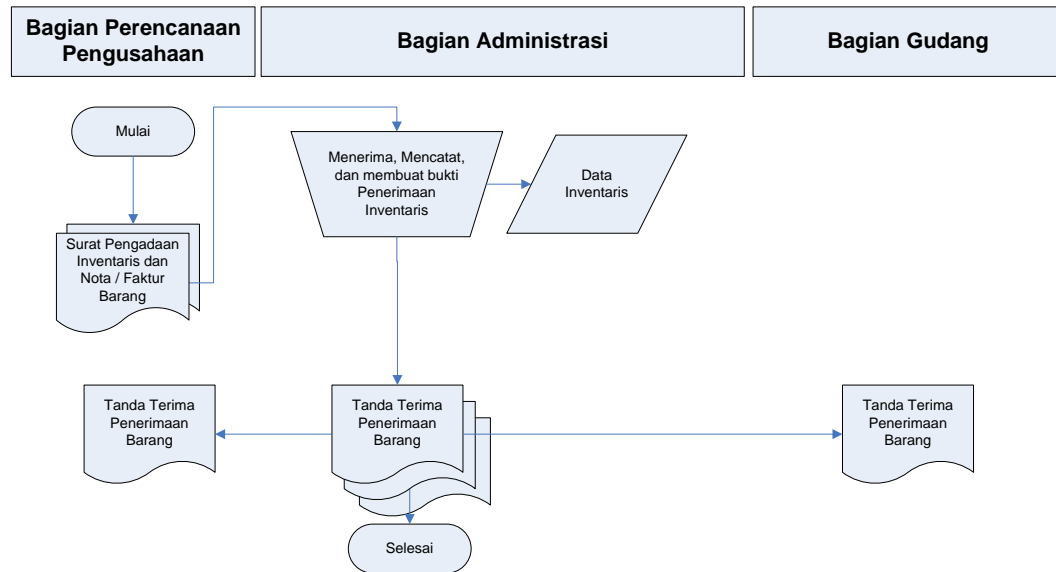 Bagian Perencanaan
Pengusahaan
Bagian Administrasi
Bagian Gudang
Mulai
Menerima, Mencatat,
dan membuat bukti
Penerimaan
Inventaris
Data
Inventaris
Surat Pengadaan
Inventaris dan
Nota / Faktur
Barang
Tanda Terima
Penerimaan
Barang
Tanda Terima
Penerimaan
Barang
Tanda Terima
Penerimaan
Barang
Selesai